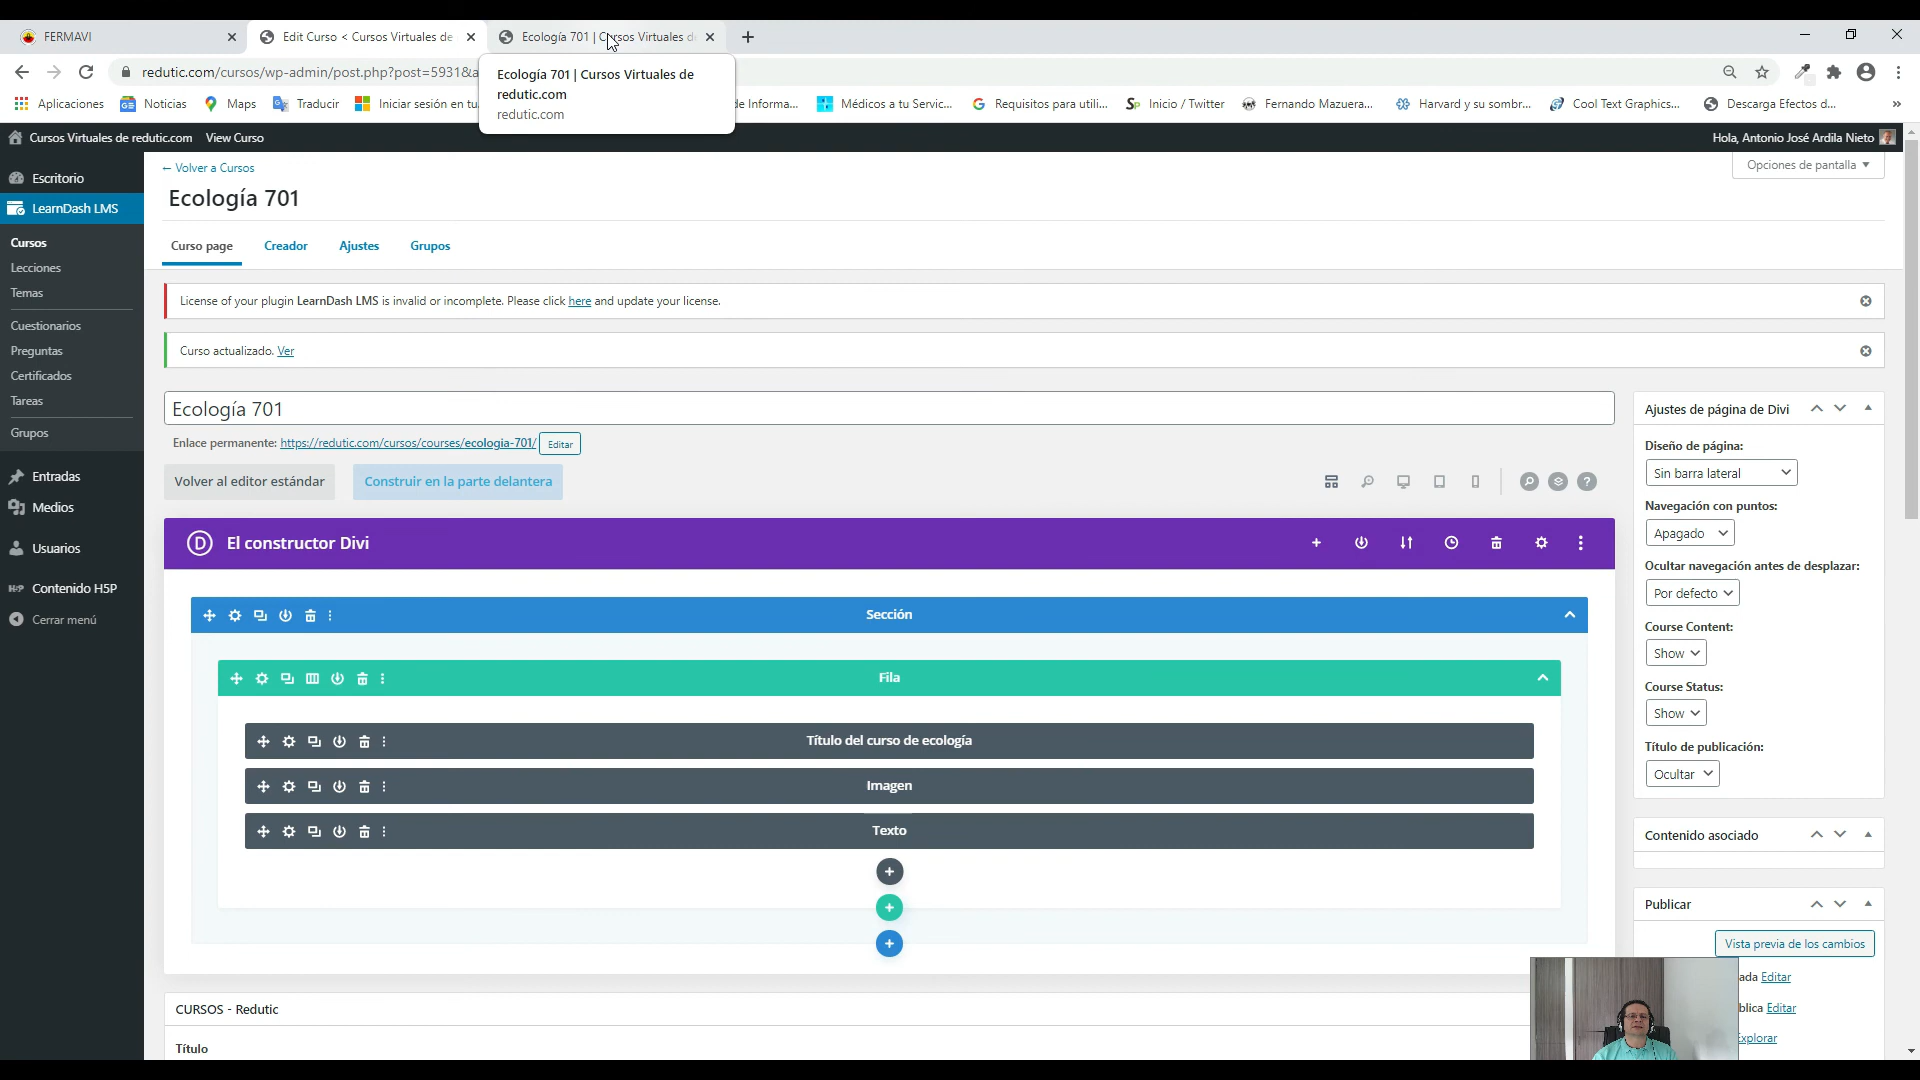 FERMAVI
Edit Curso < Cursos Virtuales de
Ecología 701 | Cursos Virtuales de
redutic.com/cursos/wp-admin/post.php?post=5931&a
Ecología 701 | Cursos Virtuales de
redutic.com
redutic.com
Aplicaciones
Noticias
Maps
Traducir
Iniciar sesión en tu
de Informa...
Médicos a tu Servic...
Requisitos para utili...
Inicio / Twitter
Fernando Mazuera...
Harvard y su sombr...
Cool Text Graphics...
Descarga Efectos d...
»
Cursos Virtuales de redutic.com
View Curso
Hola, Antonio José Ardila Nieto
Escritorio
LearnDash LMS
Cursos
Lecciones
Temas
Cuestionarios
Preguntas
Certificados
Tareas
Grupos
Entradas
Medios
Usuarios
H5P Contenido H5P
Cerrar menú
← Volver a Cursos
Opciones de pantalla
Ecología 701
Curso page
Creador
Ajustes
Grupos
License of your plugin LearnDash LMS is invalid or incomplete. Please click here and update your license.
Curso actualizado. Ver
Ecología 701
Enlace permanente: https://redutic.com/cursos/courses/ecologia-701/ Editar
Volver al editor estándar
Construir en la parte delantera
El constructor Divi
Sección
Fila
Título del curso de ecología
Imagen
Texto
CURSOS - Redutic
Título
Ajustes de página de Divi
Diseño de página:
Sin barra lateral
Navegación con puntos:
Apagado
Ocultar navegación antes de desplazar:
Por defecto
Course Content:
Show
Course Status:
Show
Título de publicación:
Ocultar
Contenido asociado
Publicar
Vista previa de los cambios
ada Editar
blica Editar
Explorar